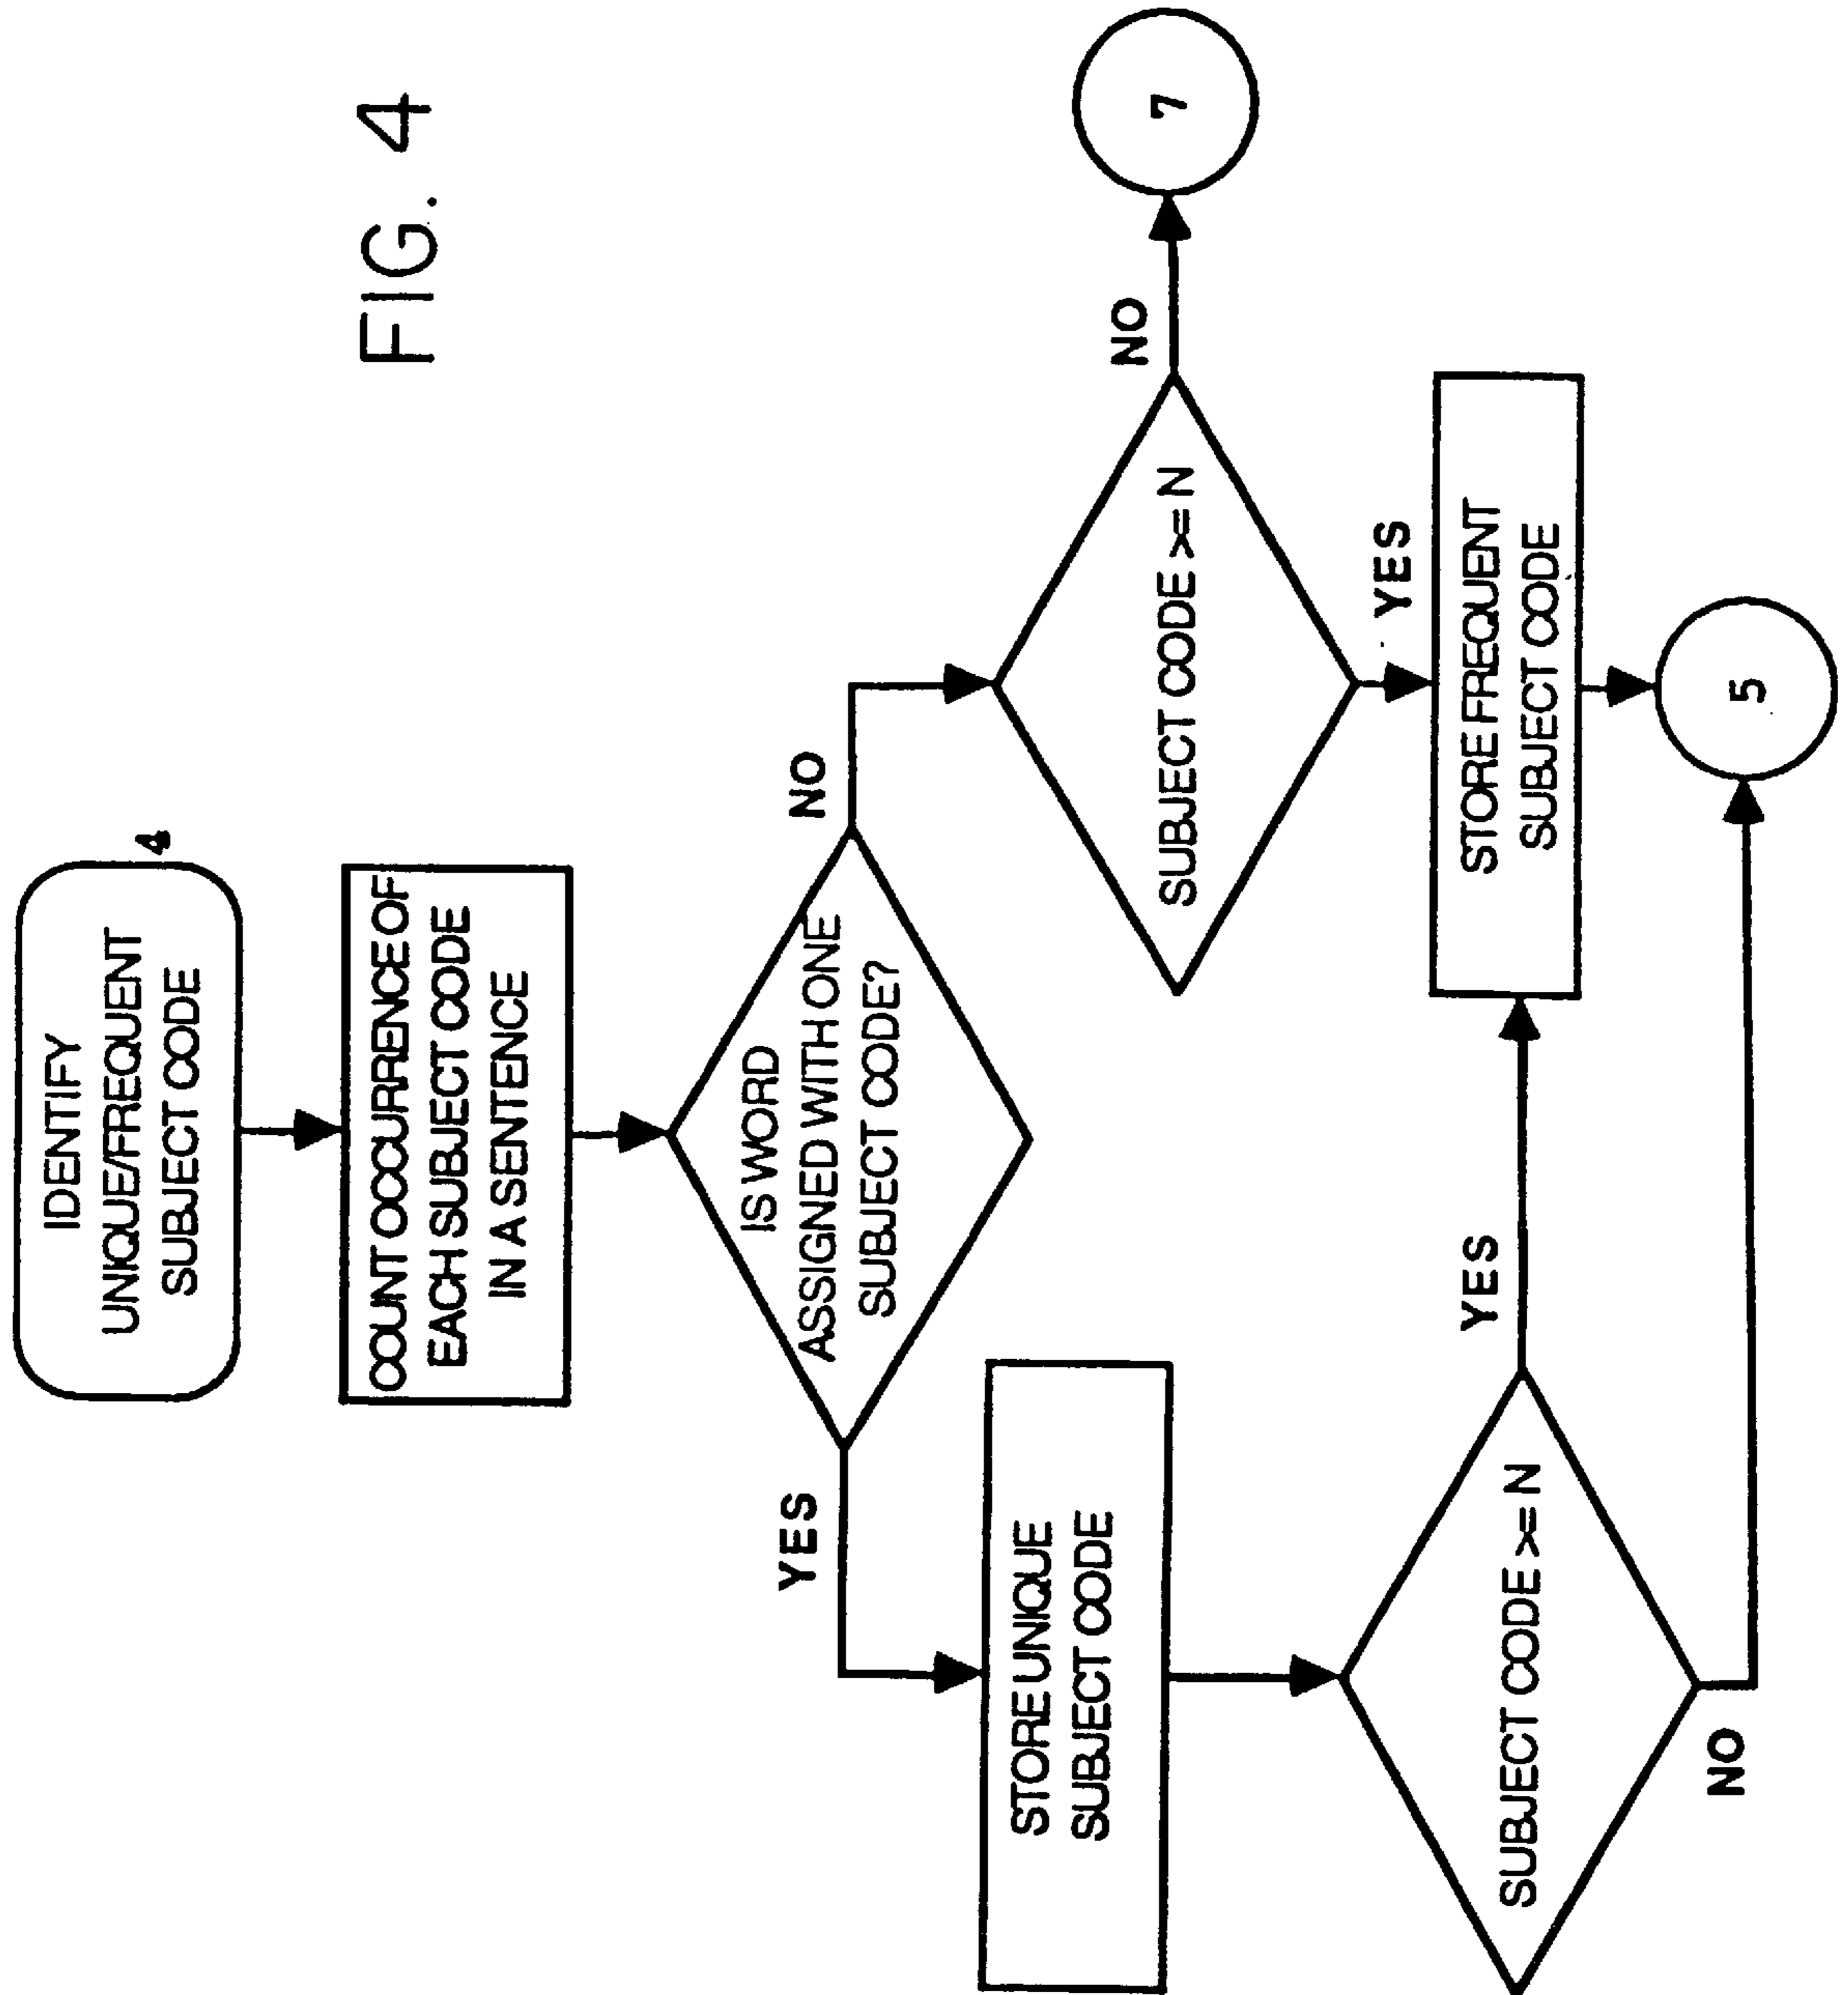 FIG. 4
IDENTIFY
UNIQUE/FREQUENT
SUBJECT CODE
4
COUNT OCCURRENCE OF
EACH SUBJECT CODE
IN A SENTENCE
IS WORD
ASSIGNED WITH ONE
SUBJECT CODE?
YES
NO
STORE UNIQUE
SUBJECT CODE
SUBJECT CODE >= N
NO
7
SUBJECT CODE >= N
YES
YES
STORE FREQUENT
SUBJECT CODE
NO
5